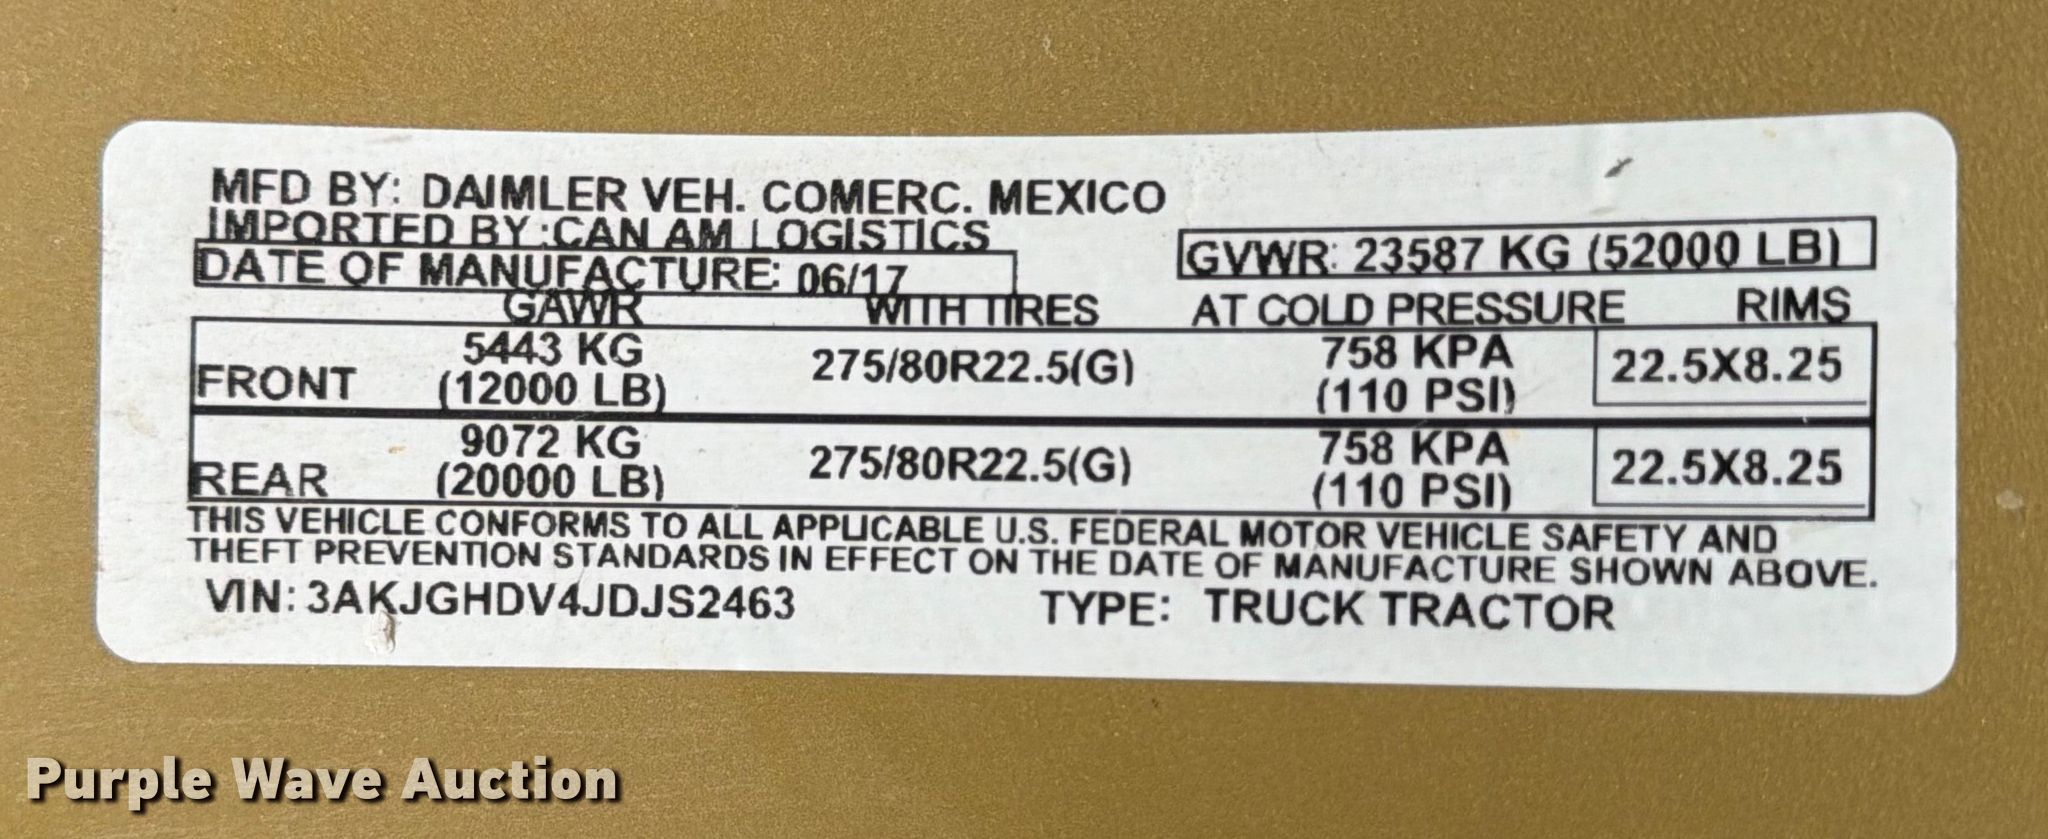 MFD BY: DAIMLER VEH. COMERC. MEXICO
IMPORTED BY :CAN AM LOGISTICS
DATE OF MANUFACTURE: 06/17
GVWR: 23587 KG (52000 LB)
GAWR WITH TIRES AT COLD PRESSURE RIMS
FRONT 5443 KG (12000 LB) 275/80R22.5(G) 758 KPA (110 PSI) 22.5X8.25
REAR 9072 KG (20000 LB) 275/80R22.5(G) 758 KPA (110 PSI) 22.5X8.25
THIS VEHICLE CONFORMS TO ALL APPLICABLE U.S. FEDERAL MOTOR VEHICLE SAFETY AND
THEFT PREVENTION STANDARDS IN EFFECT ON THE DATE OF MANUFACTURE SHOWN ABOVE.
VIN: 3AKJGHDV4JDJS2463 TYPE: TRUCK TRACTOR
Purple Wave Auction